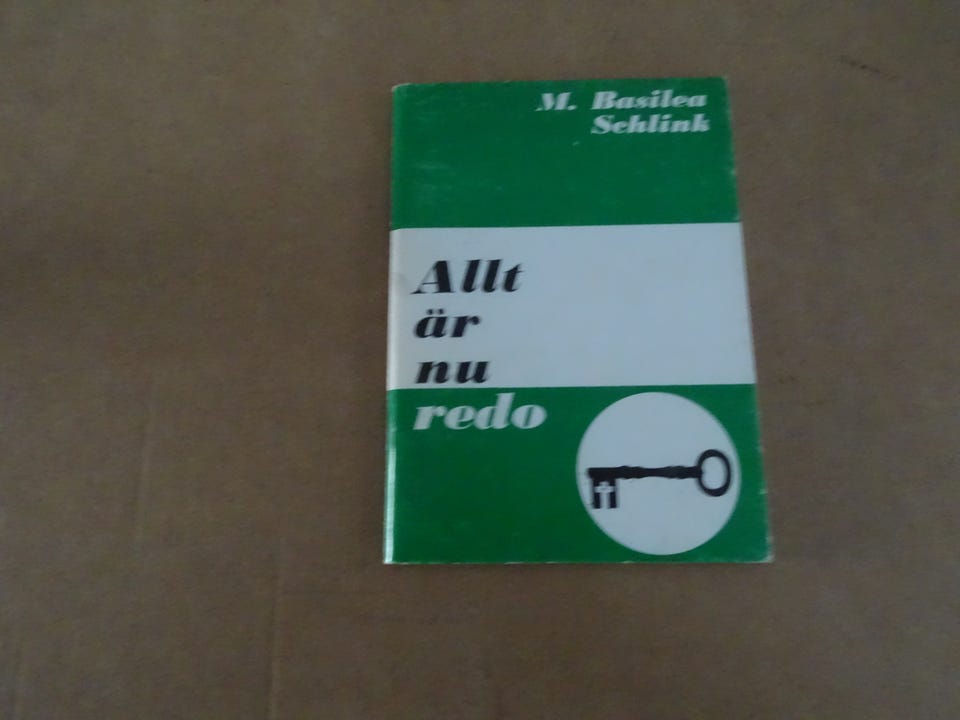 M. Basilea
Schlink
Allt
är
nu
redo